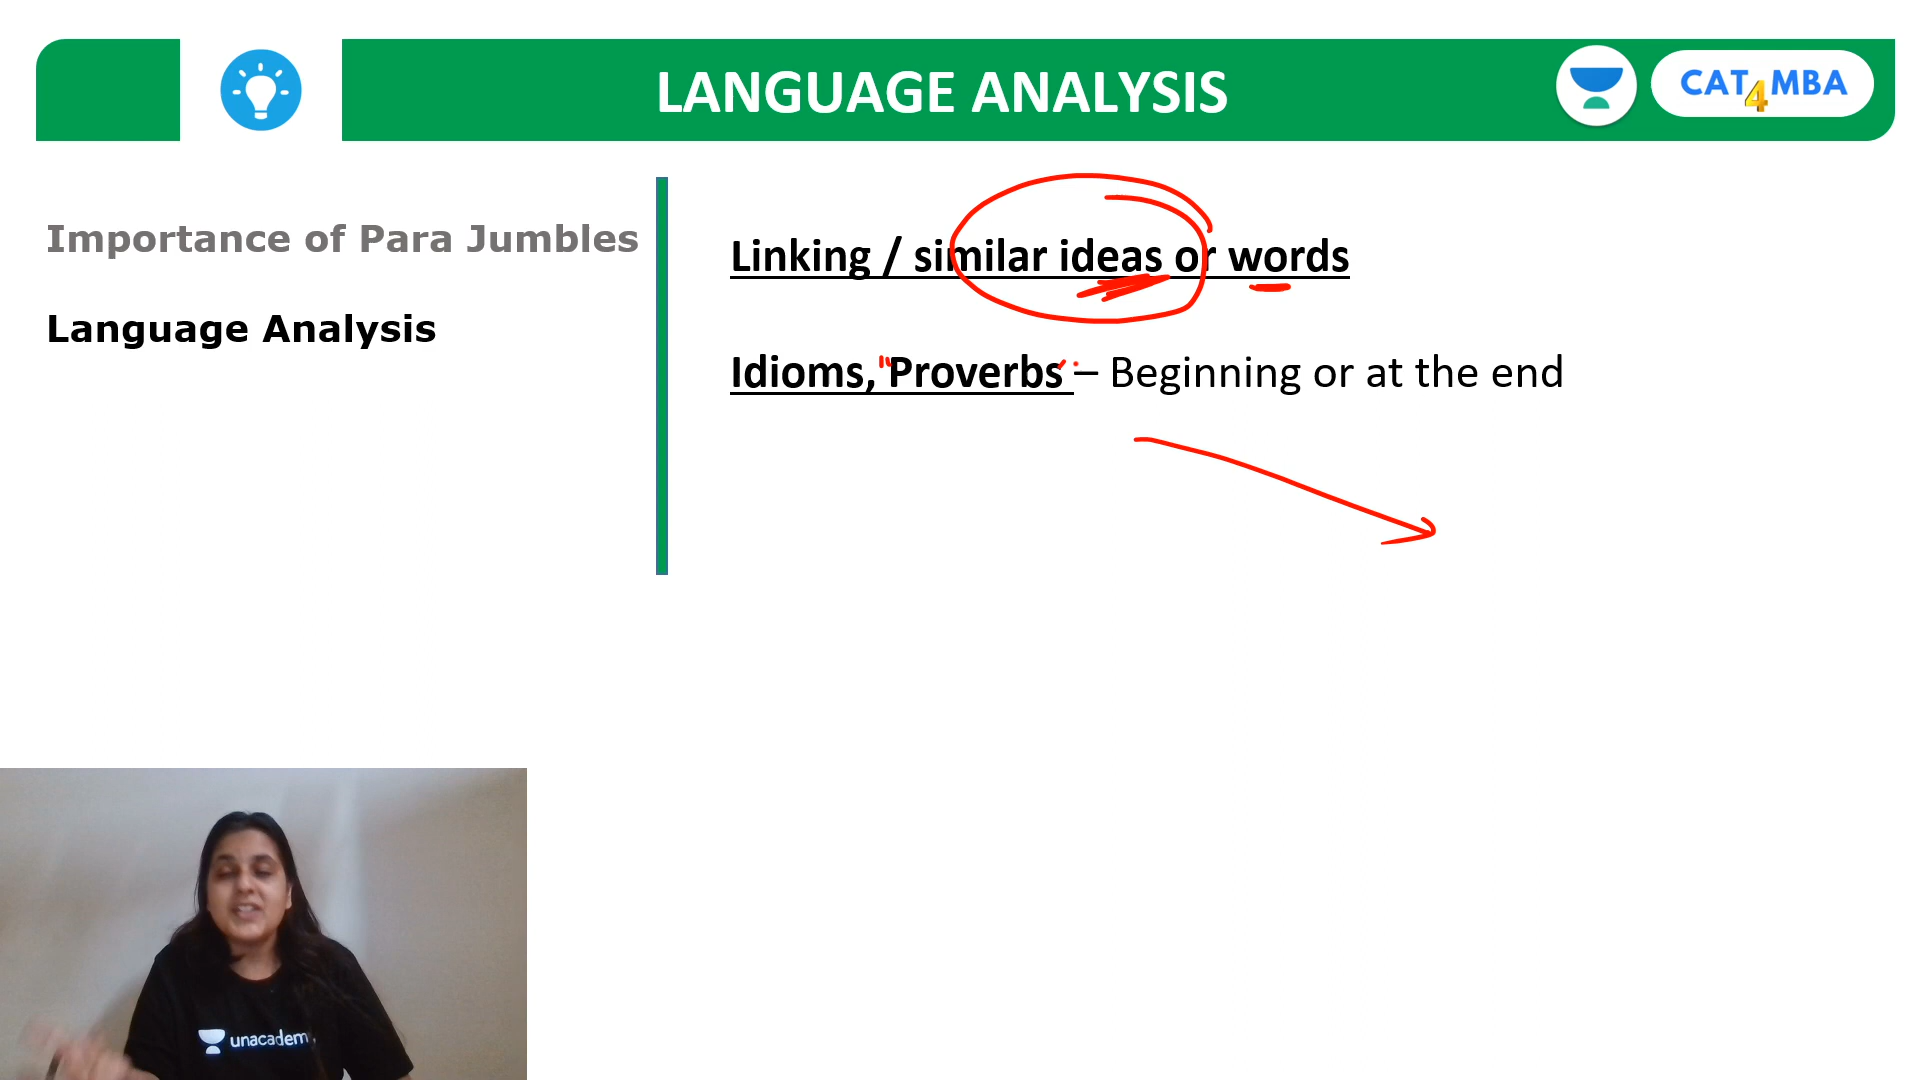 LANGUAGE ANALYSIS
CAT4MBA
Importance of Para Jumbles
Language Analysis
Linking / similar ideas or words
Idioms, "Proverbs" – Beginning or at the end
unacadem